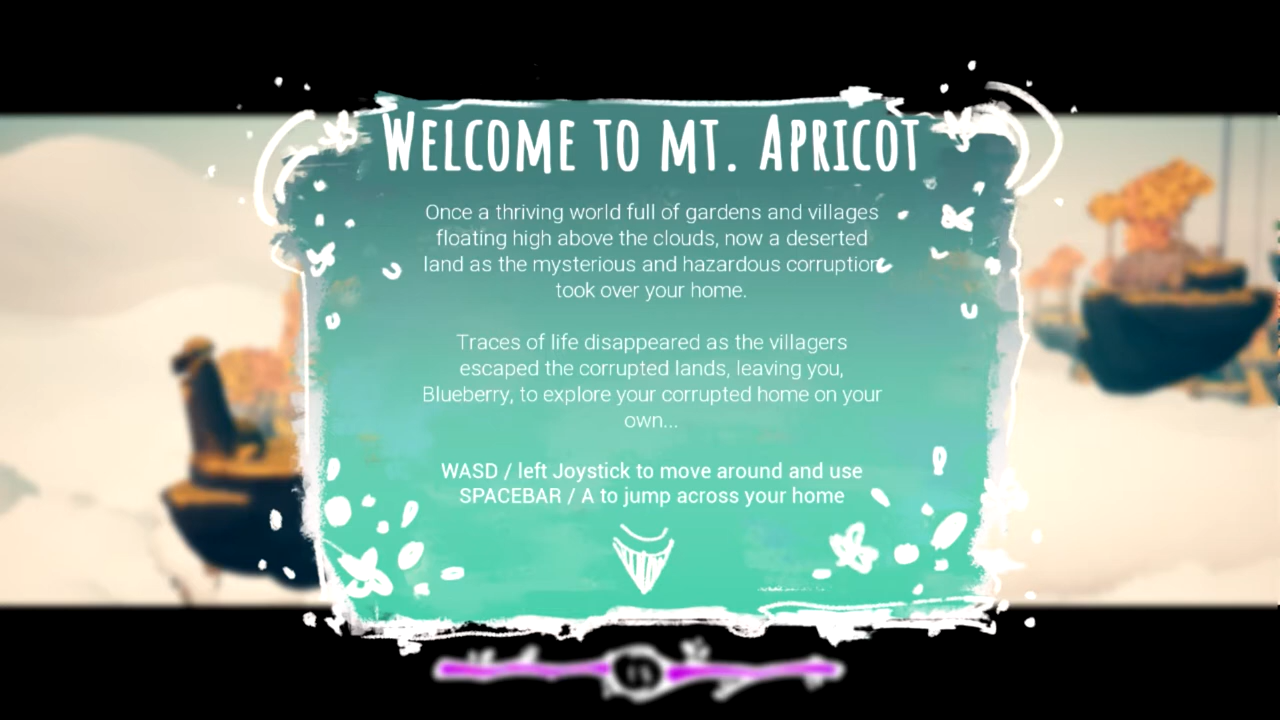 Welcome to mt. Apricot
Once a thriving world full of gardens and villages
floating high above the clouds, now a deserted
land as the mysterious and hazardous corruption
took over your home.
Traces of life disappeared as the villagers
escaped the corrupted lands, leaving you,
Blueberry, to explore your corrupted home on your
own...
WASD / left Joystick to move around and use
SPACEBAR / A to jump across your home